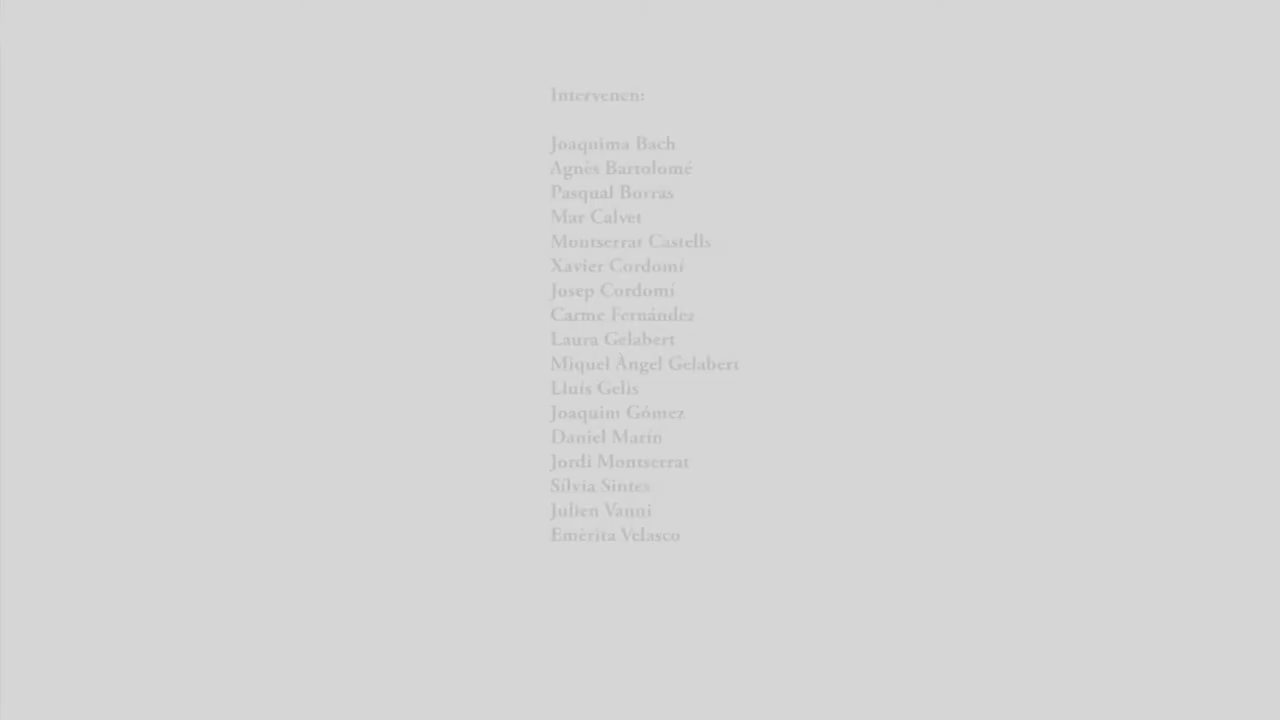 Intervenen:
Joaquima Bach
Agnès Bartolomé
Pasqual Borràs
Mar Calvet
Montserrat Castells
Xavier Cordomí
Josep Cordomí
Carme Fernández
Laura Gelabert
Miquel Àngel Gelabert
Lluís Gelis
Joaquim Gómez
Daniel Marín
Jordi Montserrat
Sílvia Sintes
Julien Vanni
Emèrita Velasco